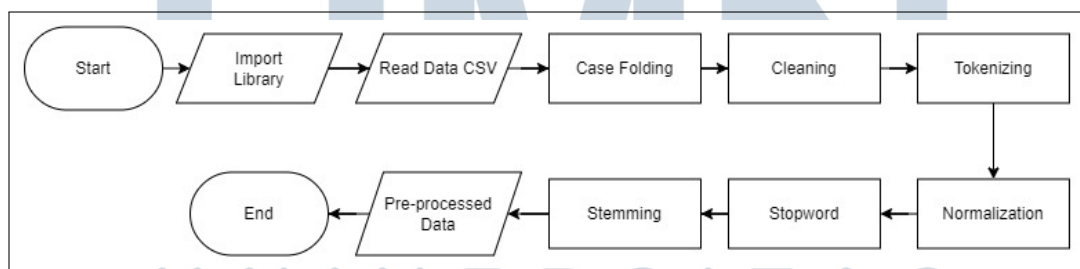 Start
Import
Library
Read Data CSV
Case Folding
Cleaning
Tokenizing
Normalization
Stopword
Stemming
Pre-processed
Data
End